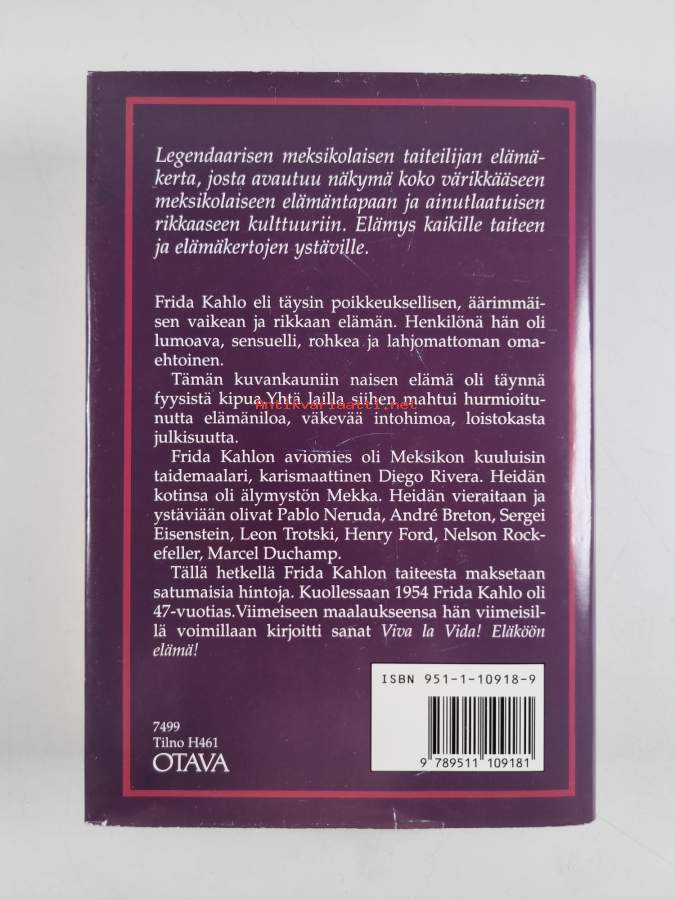 Legendaarisen meksikolaisen taiteilijan elämä-
kerta, josta avautuu näkymä koko värikkääseen
meksikolaiseen elämäntapaan ja ainutlaatuisen
rikkaaseen kulttuuriin. Elämys kaikille taiteen
ja elämäkertojen ystäville.
Frida Kahlo eli täysin poikkeuksellisen, äärimmäi-
sen vaikean ja rikkaan elämän. Henkilönä hän oli
lumoava, sensuelli, rohkea ja lahjomattoman oma-
ehtoinen.
Tämän kuvankauniin naisen elämä oli täynnä
fyysistä kipua. Yhtä lailla siihen mahtui hurmioitu-
Antikvariaatti.net
nutta elämäniloa, väkevää intohimoa, loistokasta
julkisuutta.
Frida Kahlon aviomies oli Meksikon kuuluisin
taidemaalari, karismaattinen Diego Rivera. Heidän
kotinsa oli älymystön Mekka. Heidän vieraitaan ja
ystäviään olivat Pablo Neruda, André Breton, Sergei
Eisenstein, Leon Trotski, Henry Ford, Nelson Rock-
efeller, Marcel Duchamp.
Tällä hetkellä Frida Kahlon taiteesta maksetaan
satumaisia hintoja. Kuollessaan 1954 Frida Kahlo oli
47-vuotias.Viimeiseen maalaukseensa hän viimeisil-
lä voimillaan kirjoitti sanat Viva la Vida! Eläköön
elämä!
ISBN 951-1-10918-9
9 789511 109181
7499
Tilno H461
OTAVA